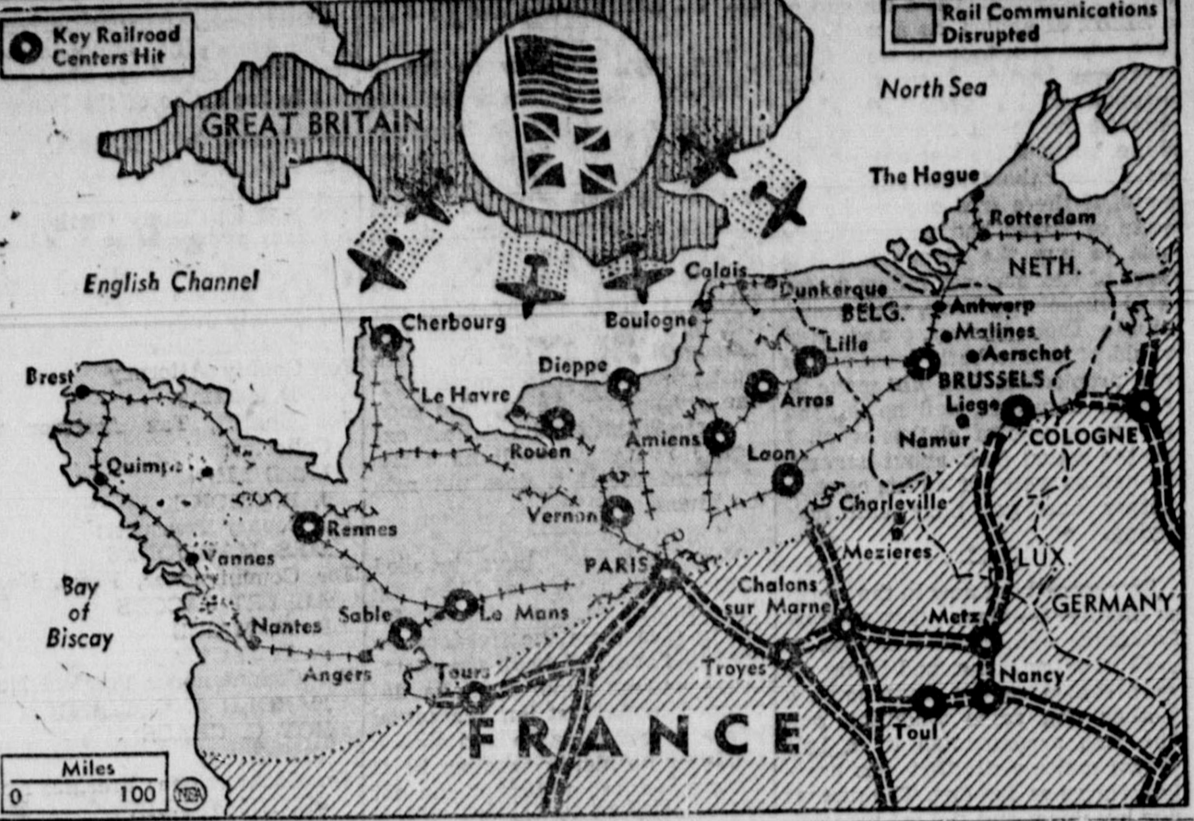 Key Railroad
Centers Hit
Rail Communications
Disrupted
North Sea
GREAT BRITAIN
The Hague
Rotterdam
NETH.
English Channel
Calais
Dunkerque
BELG.
Antwerp
Boulogne
Malines
Cherbourg
Lille
Aerschot
Dieppe
BRUSSELS
Brest
Le Havre
Arras
Liege
Rouen
Amiens
Namur
COLOGNE
Laon
Quimp
Charleville
Vernon
Rennes
Mezieres
Vannes
PARIS
LUX.
Chalons
sur Marne
Bay
of
Biscay
Sable
Le Mans
GERMANY
Metz
Nantes
Angers
Tours
Troyes
Nancy
Toul
FRANCE
Miles
0 100
NEA